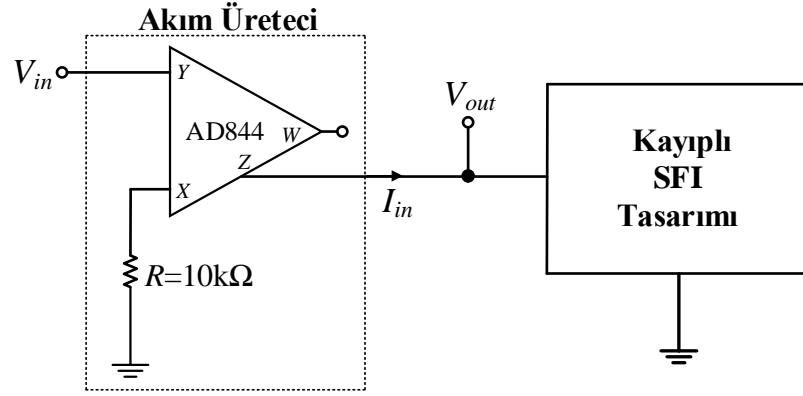 Akım Üreteci
V_in
Y
AD844
W
Z
X
I_in
R=10kΩ
V_out
Kayıplı
SFI
Tasarımı